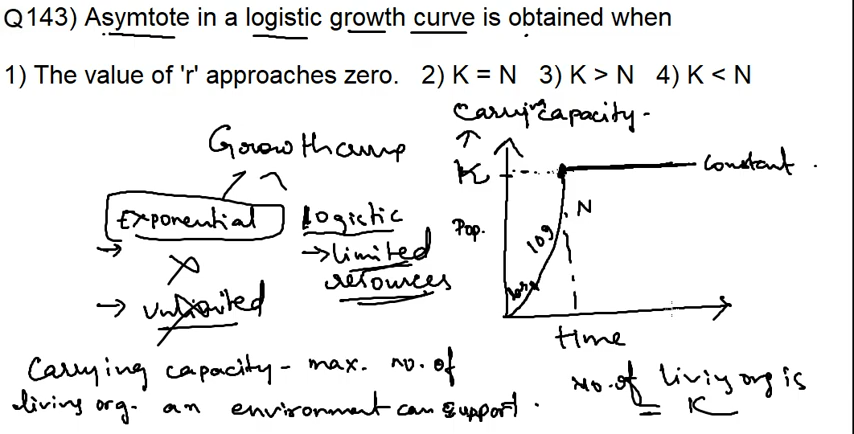 Q143) Asymtote in a logistic growth curve is obtained when
1) The value of 'r' approaches zero. 2) K = N 3) K > N 4) K < N
Carrying capacity -
Growth curve
K
constant.
Exponential
Logistic
N
Pop.
log
→ limited
resources
→ unlimited
time
Carrying capacity - max. no. of
living org. an environment can support.
No. of living org is
= K